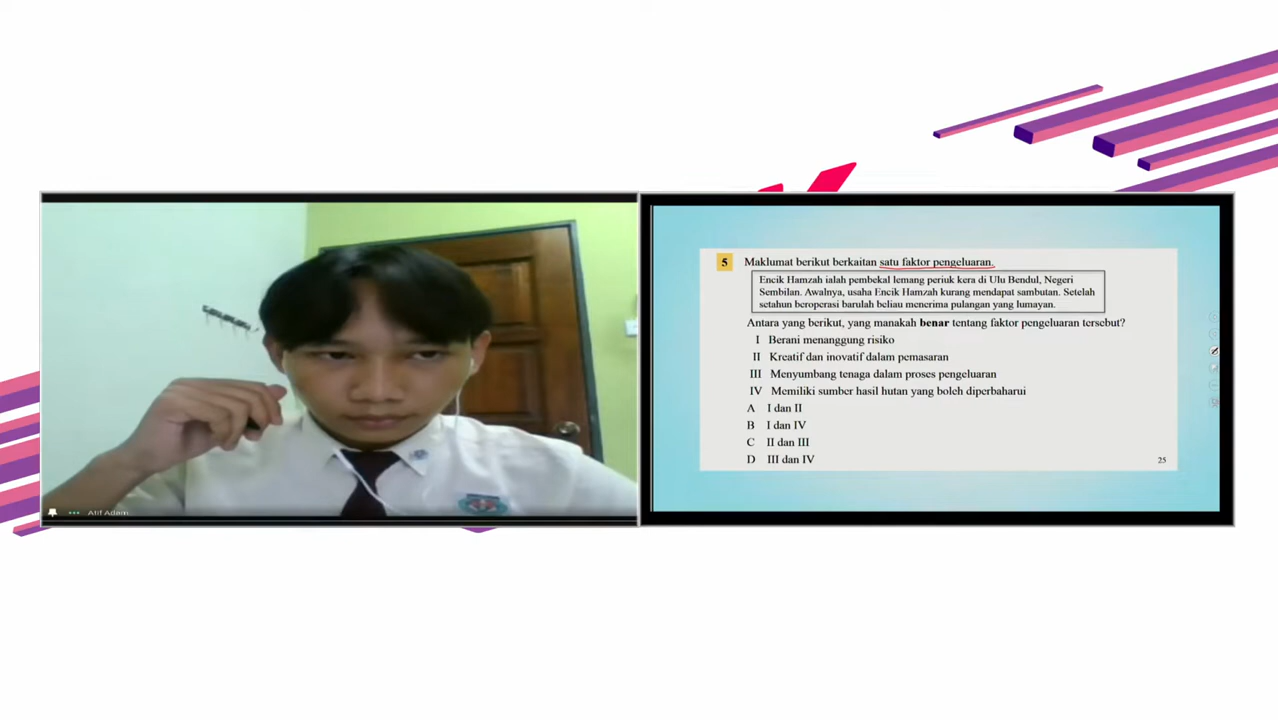 5 Maklumat berikut berkaitan satu faktor pengeluaran.
Encik Hamzah ialah pembekal lemang periuk kera di Ulu Bendul, Negeri
Sembilan. Awalnya, usaha Encik Hamzah kurang mendapat sambutan. Setelah
setahun beroperasi barulah beliau menerima pulangan yang lumayan.
Antara yang berikut, yang manakah benar tentang faktor pengeluaran tersebut?
I Berani menanggung risiko
II Kreatif dan inovatif dalam pemasaran
III Menyumbang tenaga dalam proses pengeluaran
IV Memiliki sumber hasil hutan yang boleh diperbaharui
A I dan II
B I dan IV
C II dan III
D III dan IV
25
Atif Adam